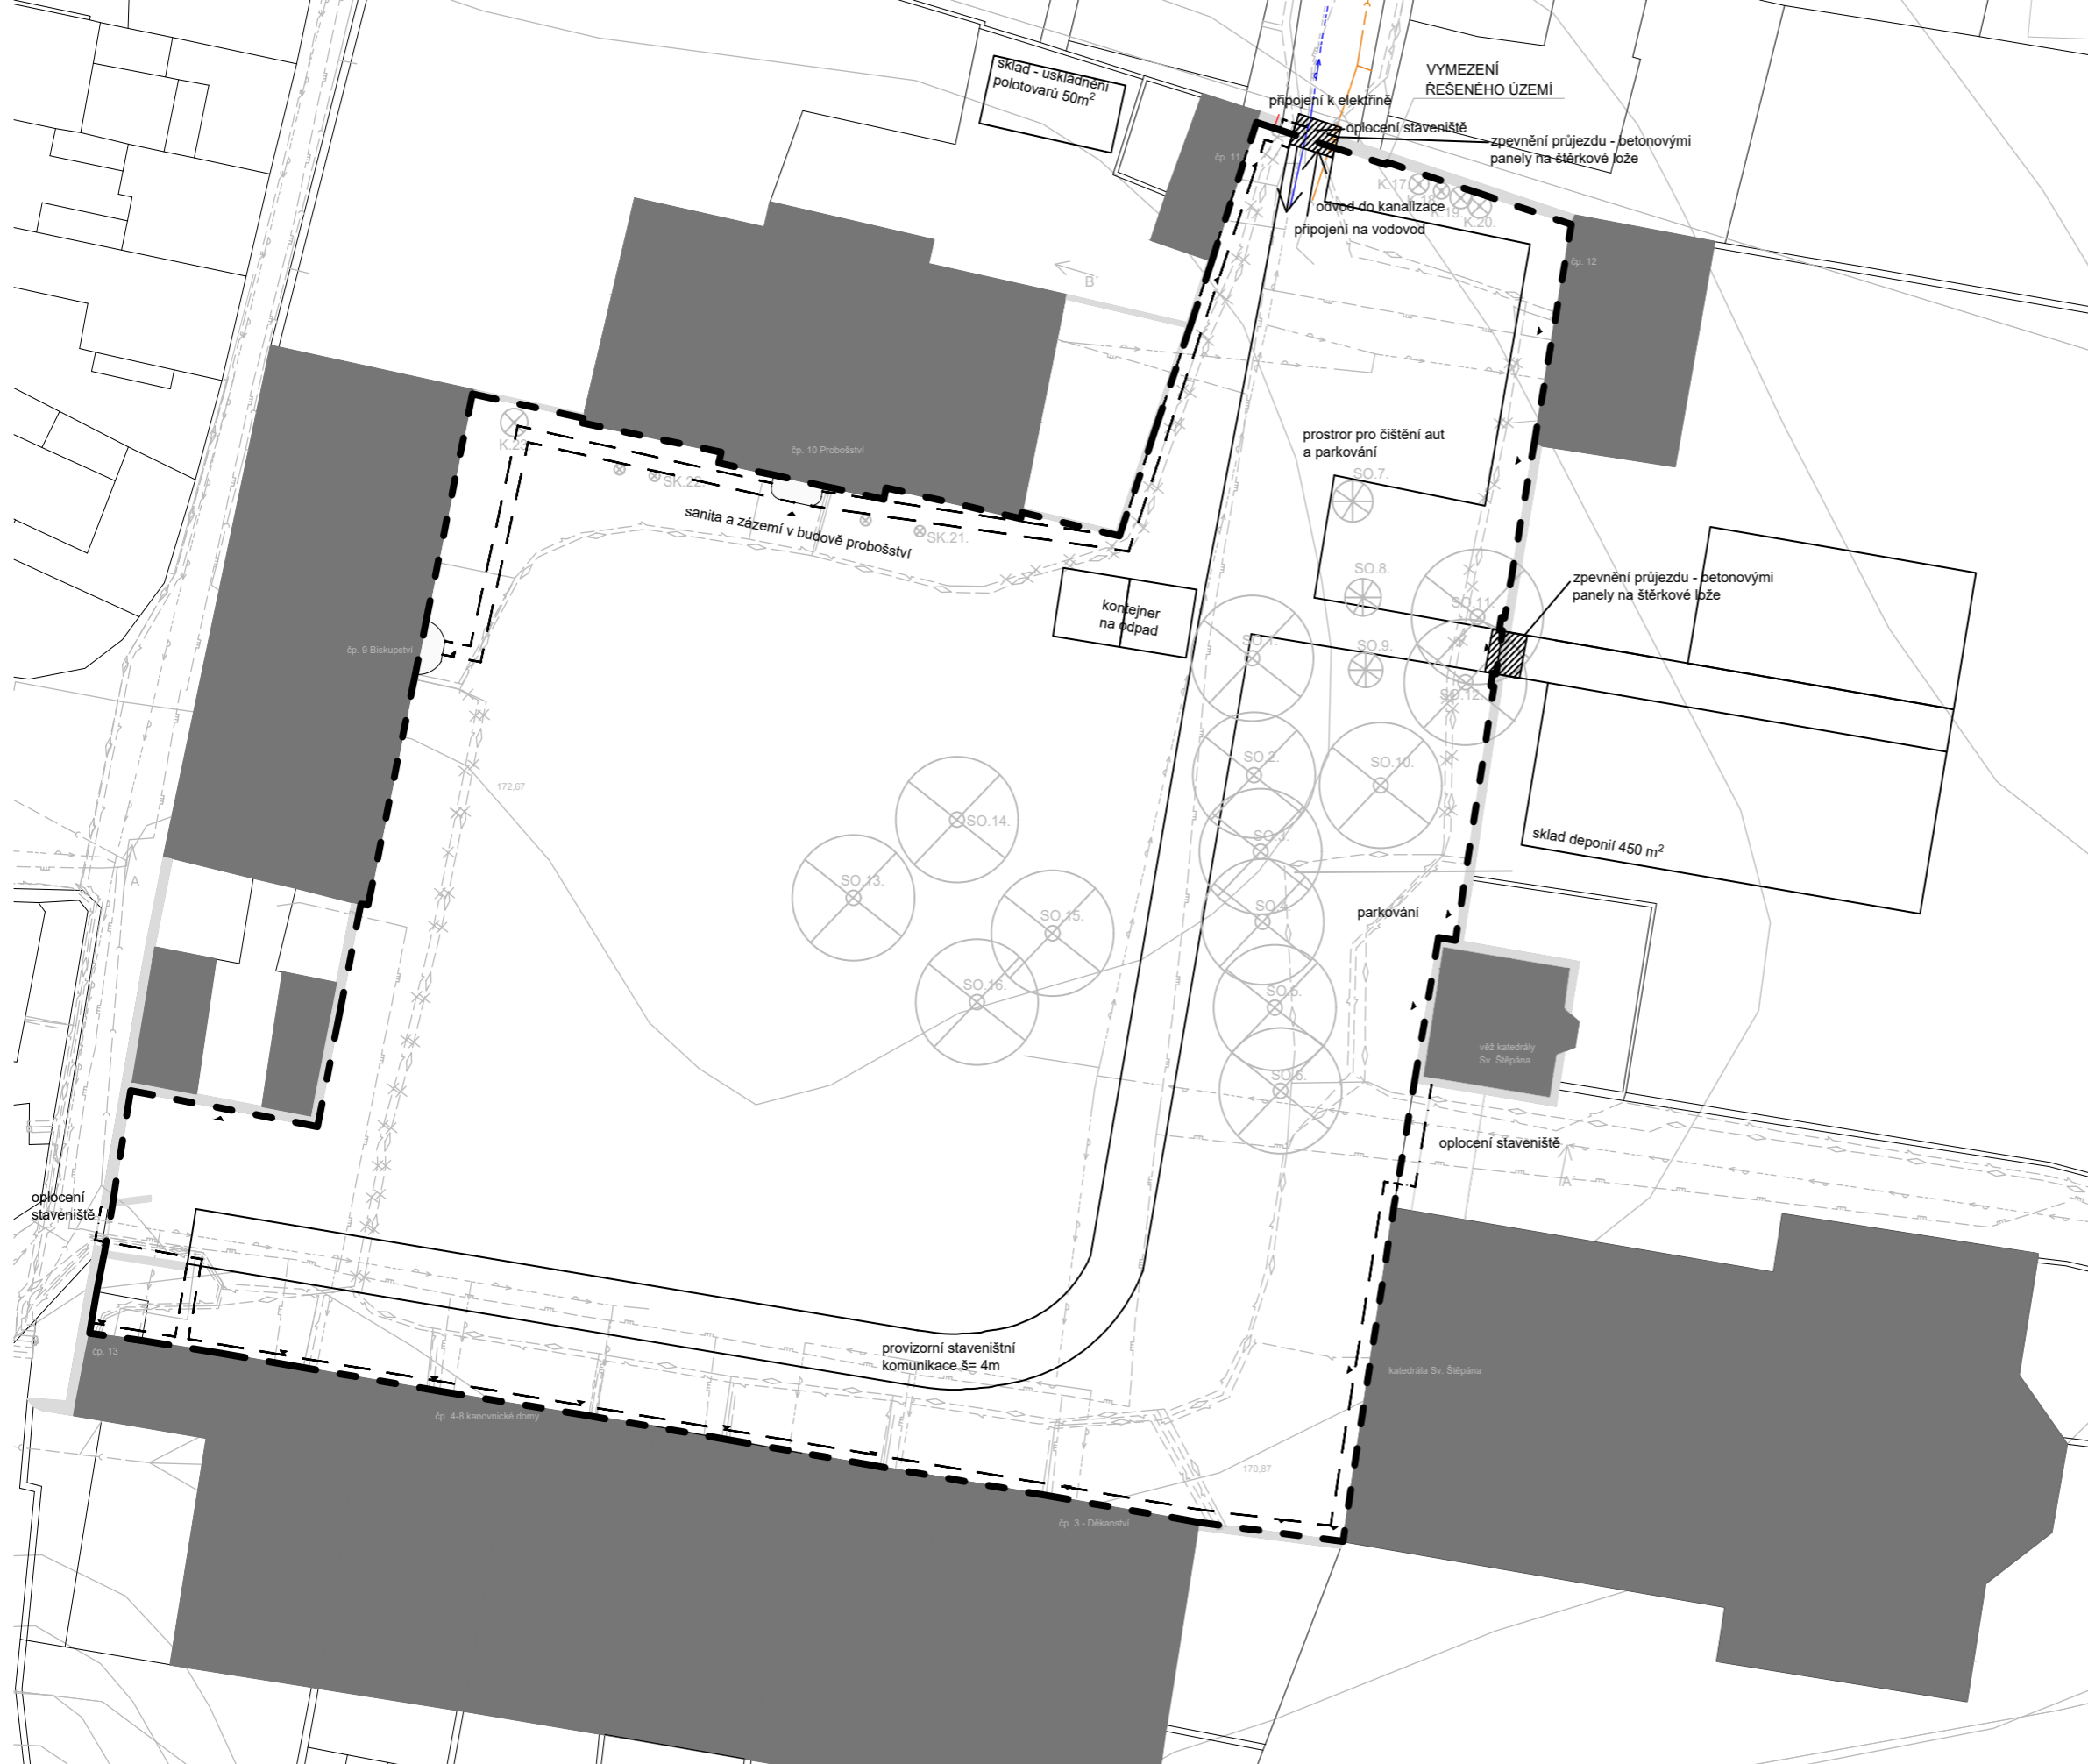 sklad - uskladnění
polotovarů 50m²
VYMEZENÍ
ŘEŠENÉHO ÚZEMÍ
připojení k elektřině
oplocení staveniště
zpevnění průjezdu - betonovými
panely na štěrkové lože
čp. 11
K.17.
K.19.
K.20.
odvod do kanalizace
připojení na vodovod
čp. 12
B
prostor pro čištění aut
a parkování
K.23.
čp. 10 Probošství
SO.7.
SK.22.
sanita a zázemí v budově probošství
SK.21.
SO.8.
zpevnění průjezdu - betonovými
panely na štěrkové lože
kontejner
na odpad
SO.11.
SO.1.
SO.9.
čp. 9 Biskupství
SO.12.
SO.2.
SO.10.
172,67
SO.14.
SO.3.
sklad deponií 450 m²
A
SO.13.
SO.4.
SO.15.
parkování
SO.16.
SO.5.
věž katedrály
Sv. Štěpána
SO.6.
oplocení staveniště
A
oplocení
staveniště
provizorní staveništní
komunikace š= 4m
čp. 13
katedrála Sv. Štěpána
čp. 4-8 kanovnické domy
170,87
čp. 3 - Děkanství